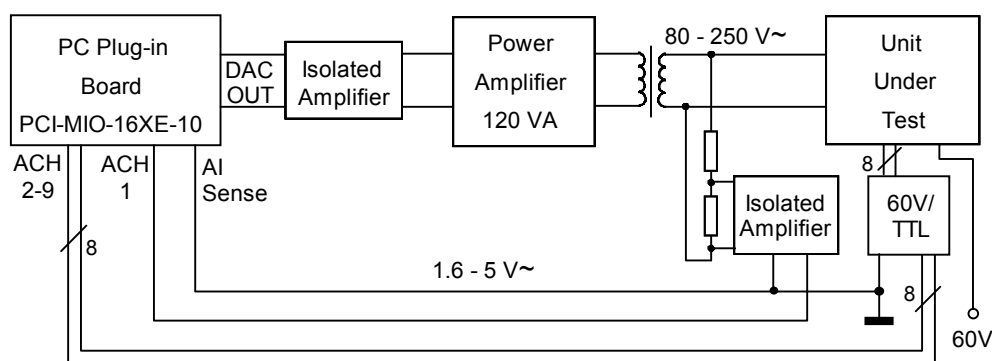 PC Plug-in
Board
PCI-MIO-16XE-10
DAC
OUT
Isolated
Amplifier
Power
Amplifier
120 VA
80 - 250 V~
Unit
Under
Test
ACH
2-9
ACH
1
AI
Sense
8
Isolated
Amplifier
8
60V/
TTL
1.6 - 5 V~
8
60V